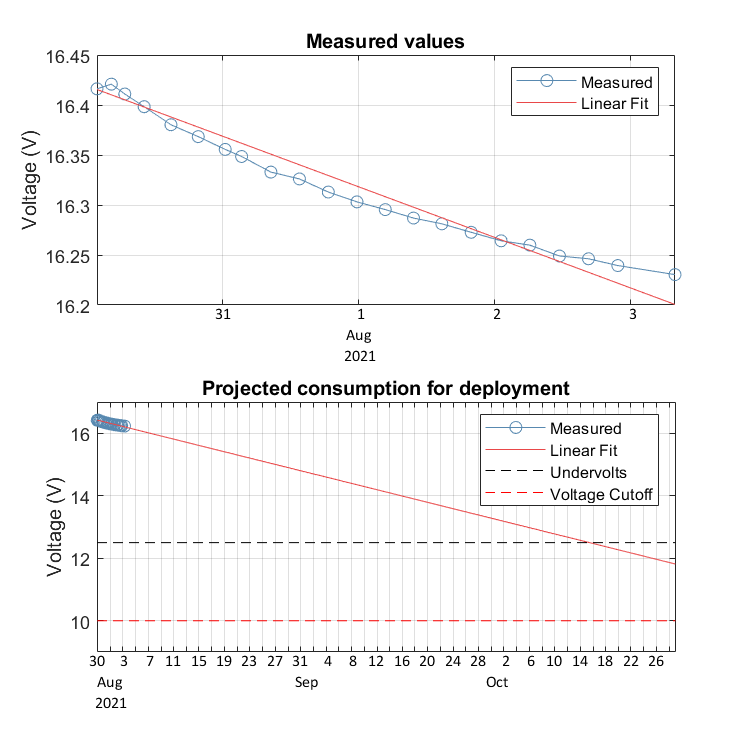 Measured values
16.45
16.4
16.35
16.3
16.25
16.2
Voltage (V)
Measured
Linear Fit
31 1 2 3
Aug
2021
Projected consumption for deployment
16
14
12
10
Voltage (V)
Measured
Linear Fit
Undervolts
Voltage Cutoff
30 3 7 11 15 19 23 27 31 4 8 12 16 20 24 28 2 6 10 14 18 22 26
Aug Sep Oct
2021